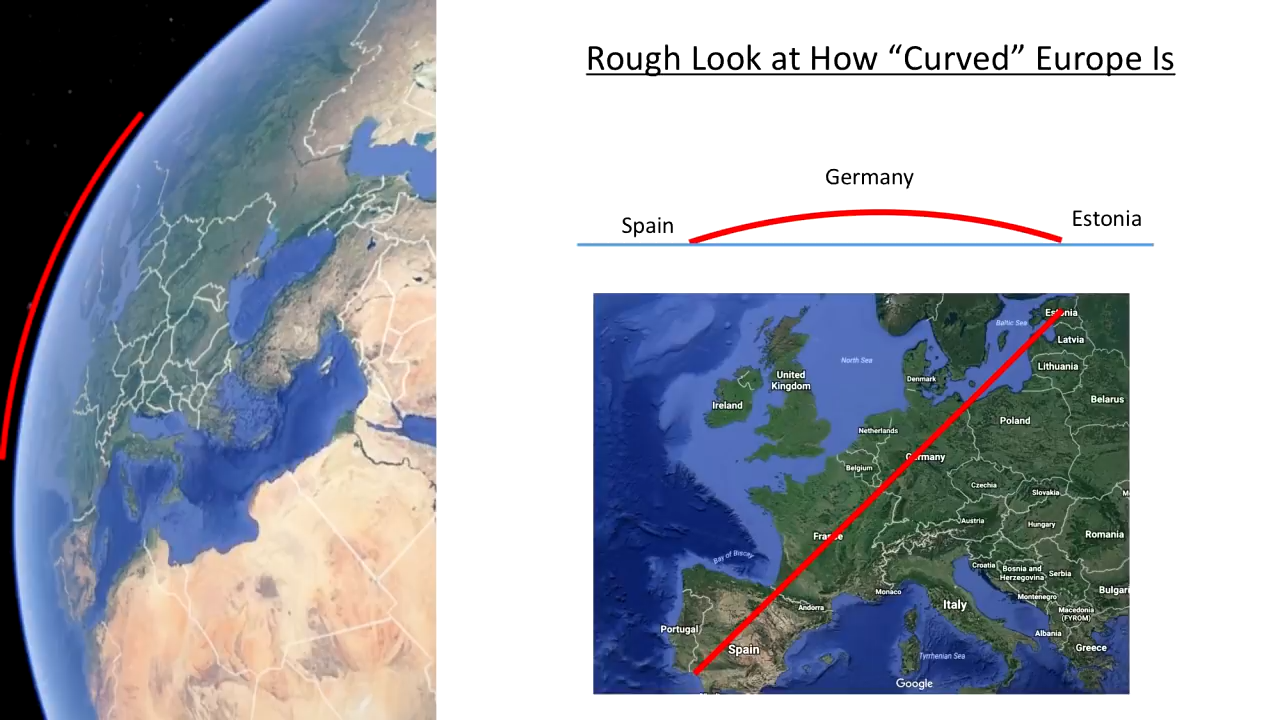 Rough Look at How “Curved” Europe Is
Germany
Spain
Estonia
Estonia
Baltic Sea
Latvia
North Sea
Lithuania
United
Kingdom
Denmark
Ireland
Belarus
Poland
Netherlands
Germany
Belgium
Czechia
Slovakia
Austria
Hungary
France
Romania
Bay of Biscay
Croatia
Bosnia and
Herzegovina
Serbia
Monaco
Montenegro
Bulgari
Andorra
Italy
Macedonia
(FYROM)
Portugal
Albania
Spain
Greece
Tyrrhenian Sea
Google